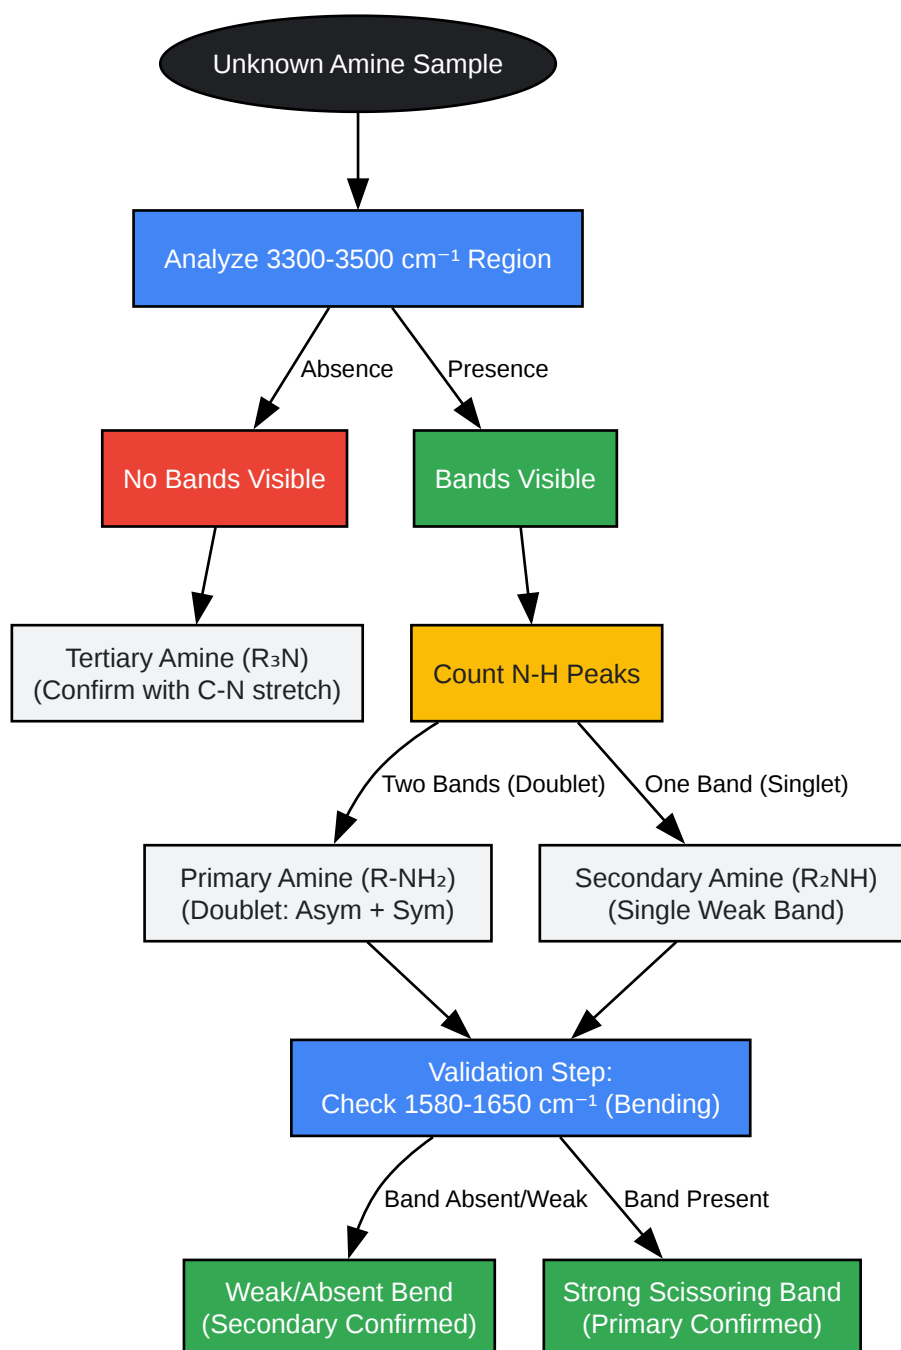 Unknown Amine Sample
Analyze 3300-3500 cm⁻¹ Region
Absence
Presence
No Bands Visible
Bands Visible
Tertiary Amine (R₃N)
(Confirm with C-N stretch)
Count N-H Peaks
Two Bands (Doublet)
One Band (Singlet)
Primary Amine (R-NH₂)
(Doublet: Asym + Sym)
Secondary Amine (R₂NH)
(Single Weak Band)
Validation Step:
Check 1580-1650 cm⁻¹ (Bending)
Band Absent/Weak
Band Present
Weak/Absent Bend
(Secondary Confirmed)
Strong Scissoring Band
(Primary Confirmed)